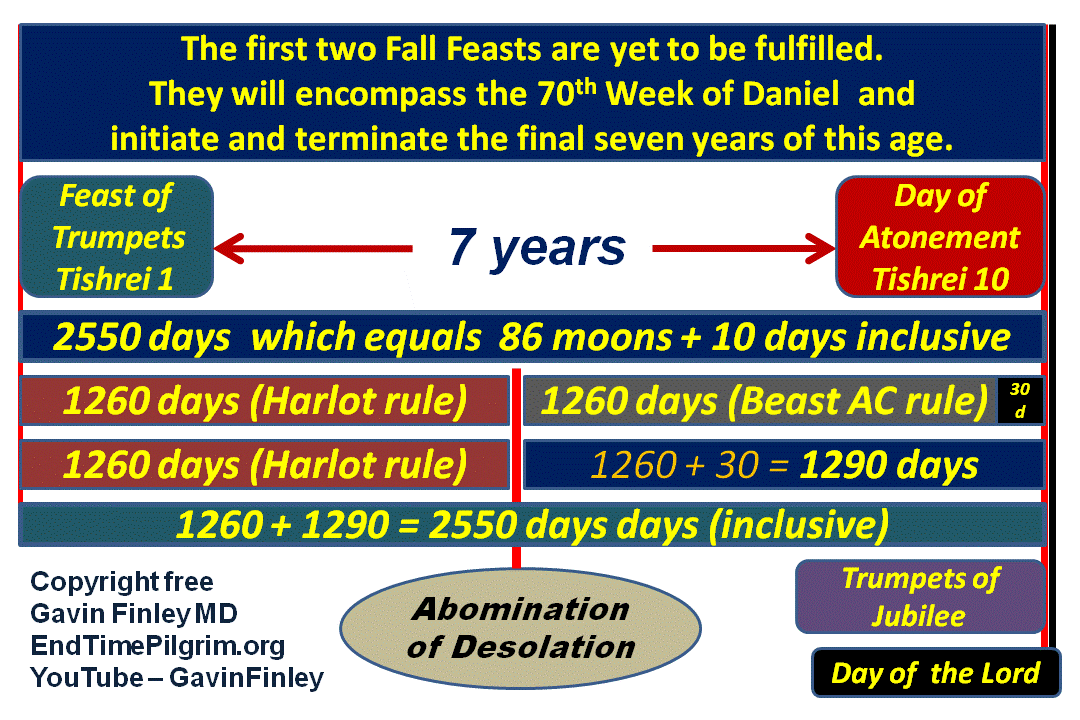 The first two Fall Feasts are yet to be fulfilled.
They will encompass the 70th Week of Daniel and
initiate and terminate the final seven years of this age.
Feast of
Trumpets
Tishrei 1
7 years
Day of
Atonement
Tishrei 10
2550 days which equals 86 moons + 10 days inclusive
1260 days (Harlot rule)
1260 days (Beast AC rule)
30
d
1260 days (Harlot rule)
1260 + 30 = 1290 days
1260 + 1290 = 2550 days days (inclusive)
Copyright free
Gavin Finley MD
EndTimePilgrim.org
YouTube – GavinFinley
Abomination
of Desolation
Trumpets of
Jubilee
Day of the Lord